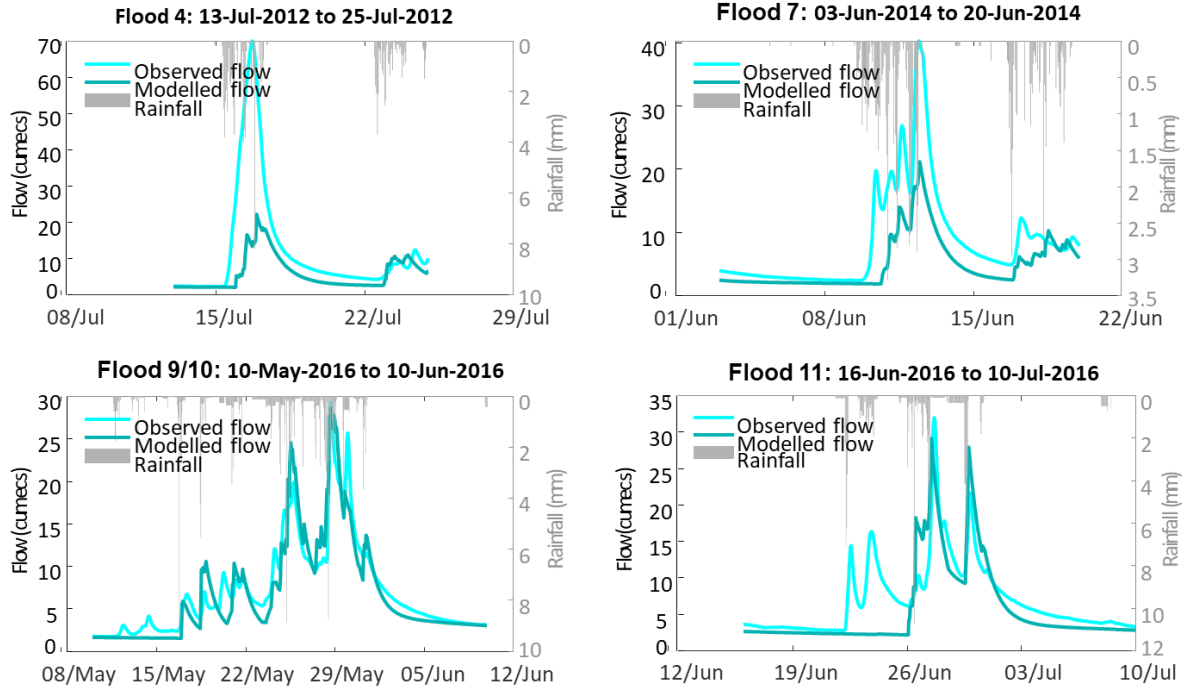 Flood 4: 13-Jul-2012 to 25-Jul-2012
70
60
50
40
30
20
10
0
Flow (cumecs)
Observed flow
Modelled flow
Rainfall
0
2
4
6
8
10
Rainfall (mm)
08/Jul
15/Jul
22/Jul
29/Jul
Flood 7: 03-Jun-2014 to 20-Jun-2014
40
30
20
10
0
Flow (cumecs)
Observed flow
Modelled flow
Rainfall
0
0.5
1
1.5
2
2.5
3
3.5
Rainfall (mm)
01/Jun
08/Jun
15/Jun
22/Jun
Flood 9/10: 10-May-2016 to 10-Jun-2016
30
25
20
15
10
5
0
Flow (cumecs)
Observed flow
Modelled flow
Rainfall
0
2
4
6
8
10
Rainfall (mm)
08/May
15/May
22/May
29/May
05/Jun
12/Jun
Flood 11: 16-Jun-2016 to 10-Jul-2016
35
30
25
20
15
10
5
0
Flow(cumecs)
Observed flow
Modelled flow
Rainfall
0
2
4
6
8
10
12
Rainfall (mm)
12/Jun
19/Jun
26/Jun
03/Jul
10/Jul